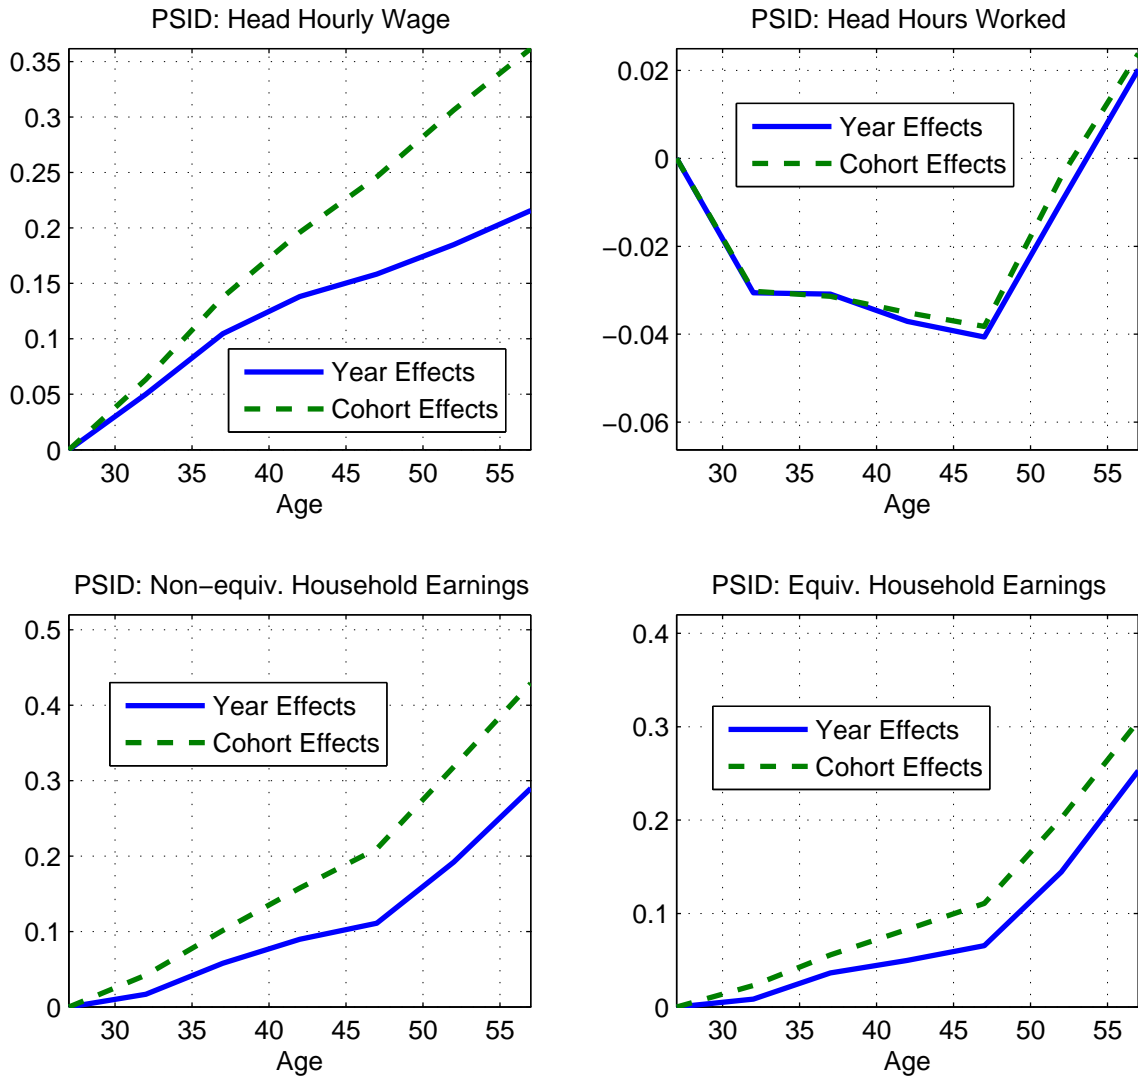 PSID: Head Hourly Wage
0.35
0.3
0.25
0.2
0.15
0.1
0.05
0
Year Effects
Cohort Effects
30 35 40 45 50 55
Age
PSID: Head Hours Worked
0.02
0
−0.02
−0.04
−0.06
Year Effects
Cohort Effects
30 35 40 45 50 55
Age
PSID: Non−equiv. Household Earnings
0.5
0.4
0.3
0.2
0.1
0
Year Effects
Cohort Effects
30 35 40 45 50 55
Age
PSID: Equiv. Household Earnings
0.4
0.3
0.2
0.1
0
Year Effects
Cohort Effects
30 35 40 45 50 55
Age